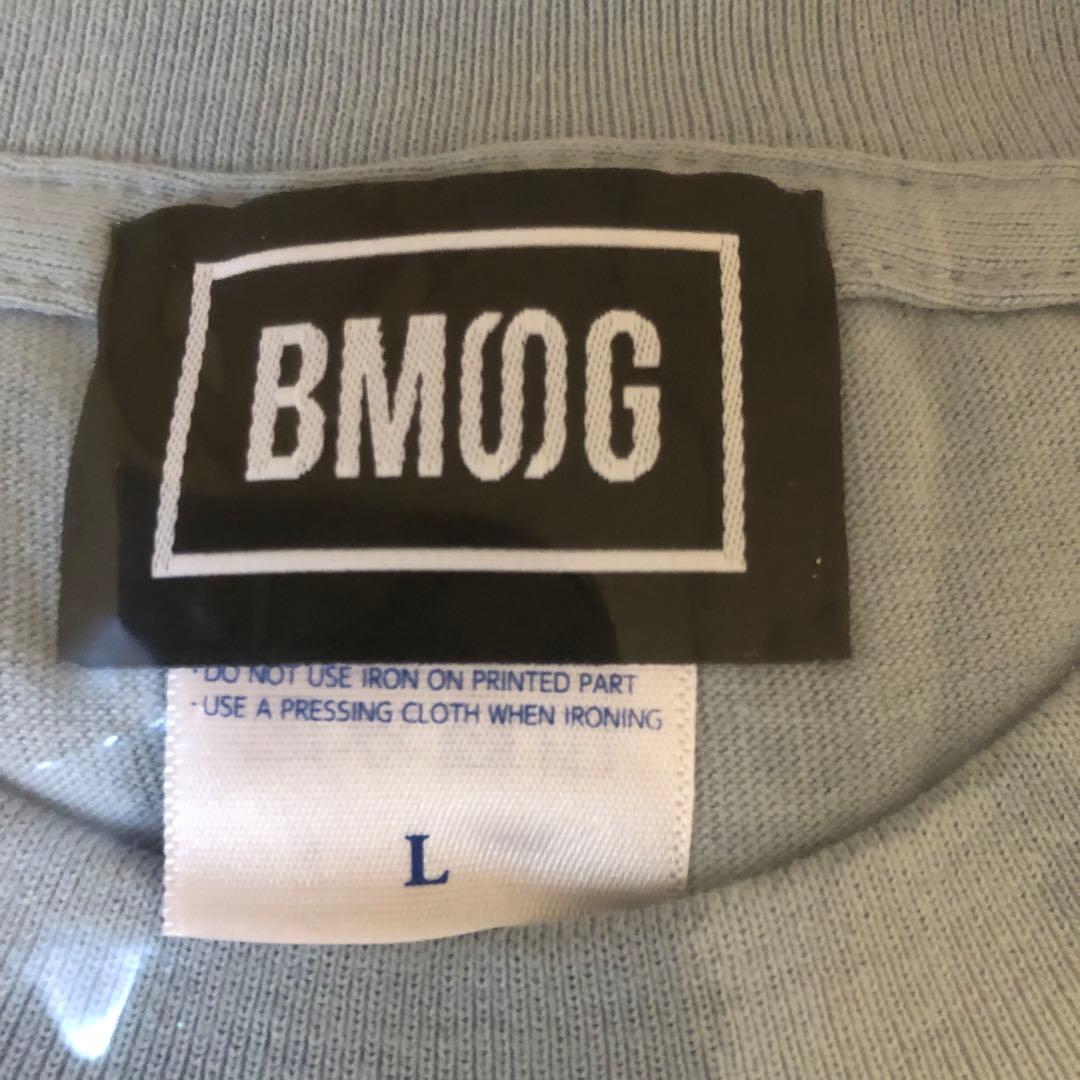 BMOG
·DO NOT USE IRON ON PRINTED PART
·USE A PRESSING CLOTH WHEN IRONING
L